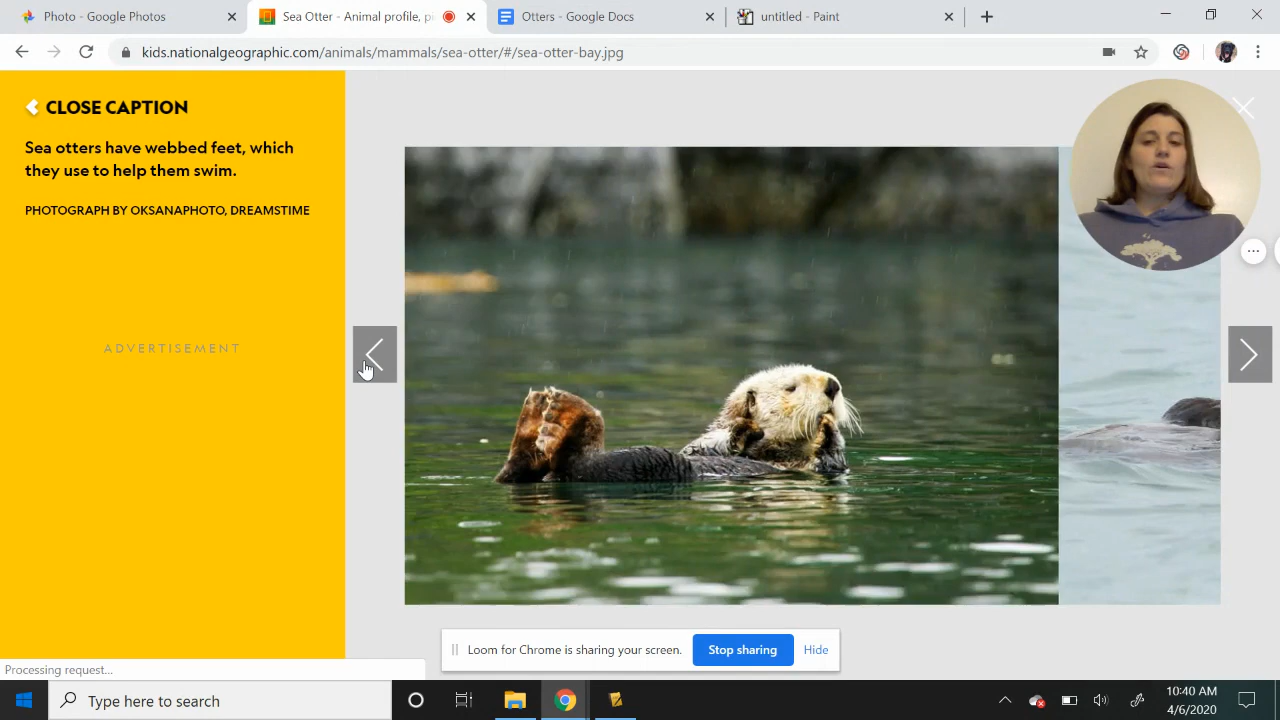 Photo - Google Photos
Sea Otter - Animal profile, pi
Otters - Google Docs
untitled - Paint
kids.nationalgeographic.com/animals/mammals/sea-otter/#/sea-otter-bay.jpg
CLOSE CAPTION
Sea otters have webbed feet, which
they use to help them swim.
PHOTOGRAPH BY OKSANAPHOTO, DREAMSTIME
ADVERTISEMENT
Loom for Chrome is sharing your screen.
Stop sharing
Hide
Processing request...
Type here to search
10:40 AM
4/6/2020